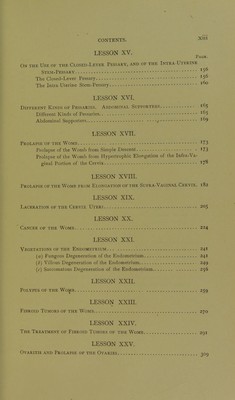 CONTENTS. xiii
LESSON XV.
Page.
On the Use of the Closed-Lever Pessary, and of the Intra-Uterine
Stem-Pessary 156
The Closed-Lever Pessary 156
The Intra-Uterine Stem-Pessary 160
LESSON XVI.
Different Kinds of Pessaries. Abdominal Supporters 163
Different Kinds of Pessaries 163
Abdominal Supporters 169
LESSON XVII.
Prolapse of the Womb 173
Prolapse of the Womb from Simple Descent 173
Prolapse of the Womb from Hypertrophic Elongation of the Infra-Va-
ginal Portion of the Cervix 178
LESSON XVIII.
Prolapse of the Womb from Elongation of the Supra-Vaginal Cervix. 182
LESSON XIX.
Laceration of the Cervix Uteri 205
LESSON XX.
Cancer of the Womb 224
LESSON XXI.
Vegetations of the Endometrium 241
(a) Fungous Degeneration of the Endometrium 241
(b) Villous Degeneration of the Endometrium 249
(c) Sarcomatous Degeneration of the Endometrium 256
LESSON XXII.
Polypus of the Womb 259
LESSON XXIII.
Fibroid Tumors of the Womb 270
LESSON XXIV.
The Treatment of Fibroid Tumors of the Womb 291
LESSON XXV.
Ovaritis and Prolapse of the Ovaries 309